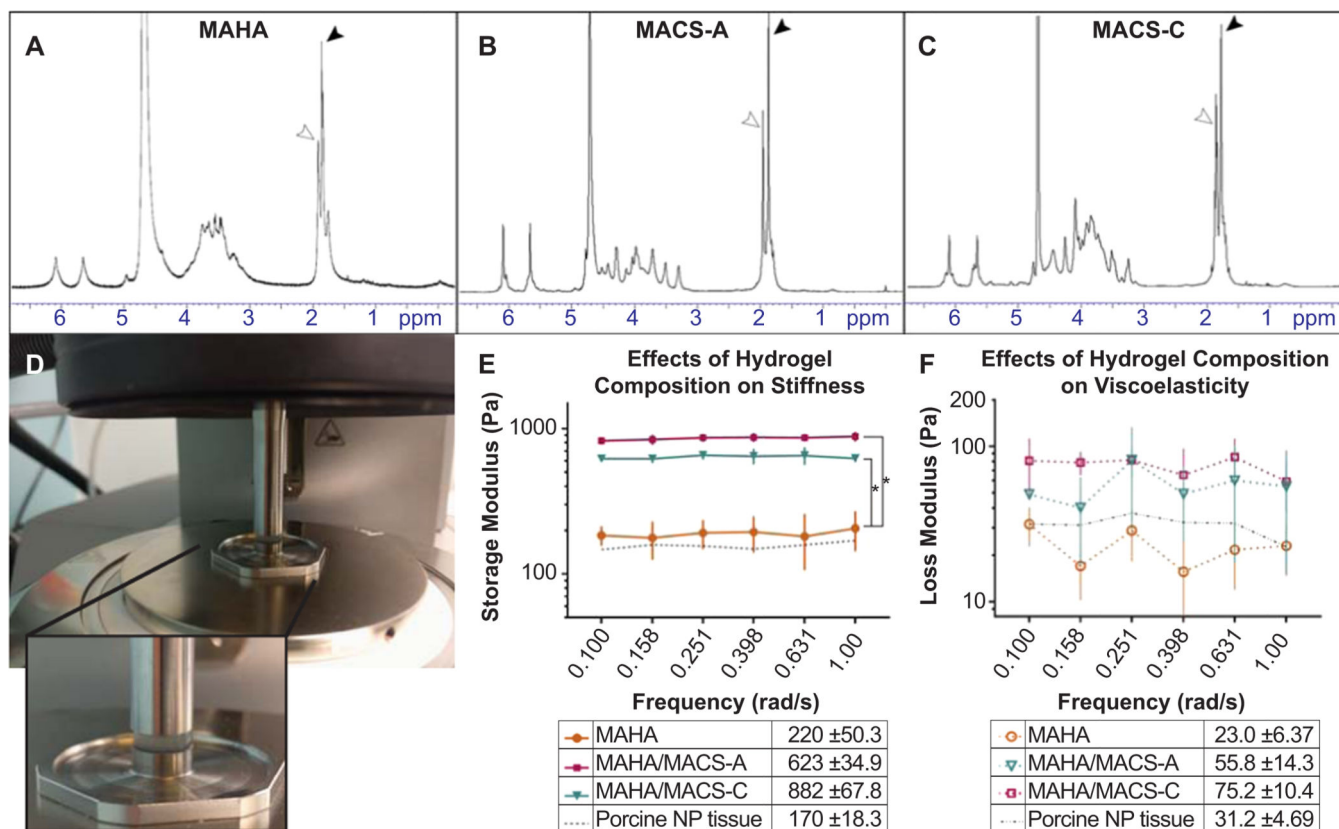 A
MAHA
6
5
4
3
2
1
ppm
B
MACS-A
6
5
4
3
2
1
ppm
C
MACS-C
6
5
4
3
2
1
ppm
D
E
Effects of Hydrogel
Composition on Stiffness
Storage Modulus (Pa)
1000
100
*
*
0.100
0.158
0.251
0.398
0.631
1.00
Frequency (rad/s)
MAHA 220 ±50.3
MAHA/MACS-A 623 ±34.9
MAHA/MACS-C 882 ±67.8
Porcine NP tissue 170 ±18.3
F
Effects of Hydrogel Composition
on Viscoelasticity
Loss Modulus (Pa)
200
100
10
0.100
0.158
0.251
0.398
0.631
1.00
Frequency (rad/s)
MAHA 23.0 ±6.37
MAHA/MACS-A 55.8 ±14.3
MAHA/MACS-C 75.2 ±10.4
Porcine NP tissue 31.2 ±4.69